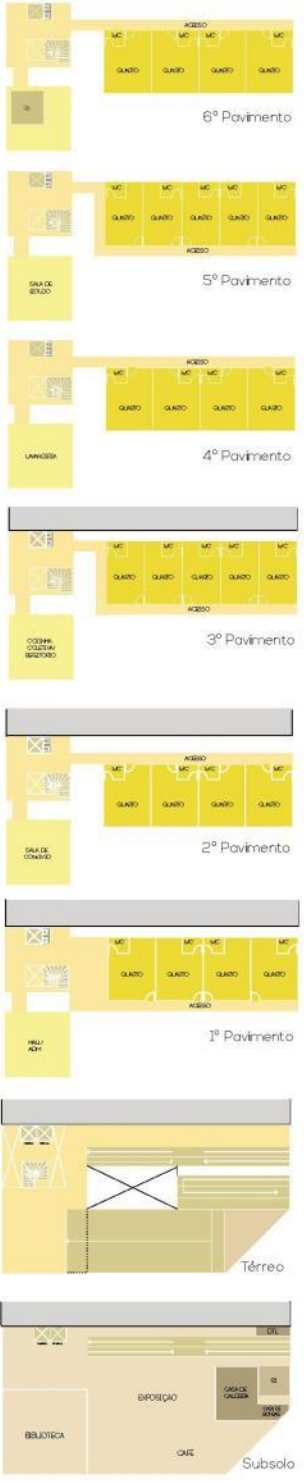 ACESSO
WC WC WC WC
QUARTO QUARTO QUARTO QUARTO
6º Pavimento
WC WC WC WC WC
QUARTO QUARTO QUARTO QUARTO QUARTO
ACESSO
SALA DE
ESTUDO
5º Pavimento
ACESSO
WC WC WC WC
QUARTO QUARTO QUARTO QUARTO
LAVANDERIA
4º Pavimento
WC WC WC WC WC
QUARTO QUARTO QUARTO QUARTO QUARTO
ACESSO
COZINHA
COLETIVA/
REFEITÓRIO
3º Pavimento
ACESSO
WC WC WC WC
QUARTO QUARTO QUARTO QUARTO
SALA DE
CONVÍVIO
2º Pavimento
WC WC WC WC
QUARTO QUARTO QUARTO QUARTO
ACESSO
HALL/
ADM
1º Pavimento
Térreo
DTL
CASA DE
CALDEIRA
EXPOSIÇÃO
BIBLIOTECA
CAFÉ
Subsolo